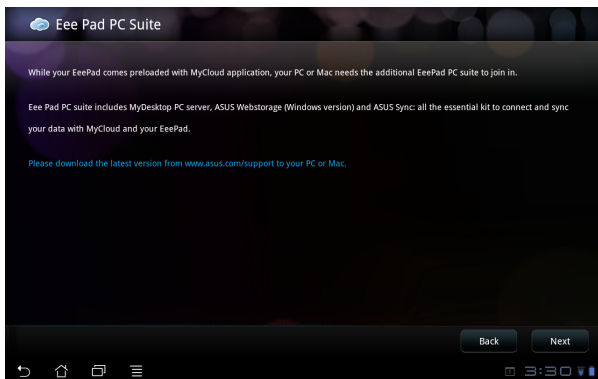 Eee Pad PC Suite
While your EeePad comes preloaded with MyCloud application, your PC or Mac needs the additional EeePad PC suite to join in.
Eee Pad PC suite includes MyDesktop PC server, ASUS Webstorage (Windows version) and ASUS Sync: all the essential kit to connect and sync
your data with MyCloud and your EeePad.
Please download the latest version from www.asus.com/support to your PC or Mac.
Back Next
3:30